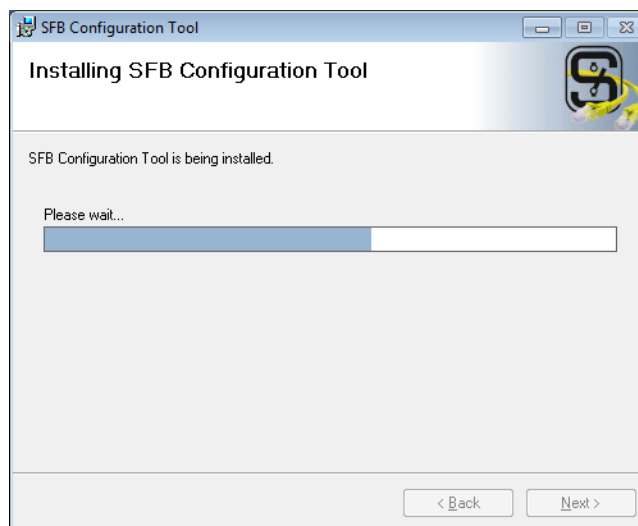 SFB Configuration Tool
Installing SFB Configuration Tool
SFB Configuration Tool is being installed.
Please wait...
< Back
Next >